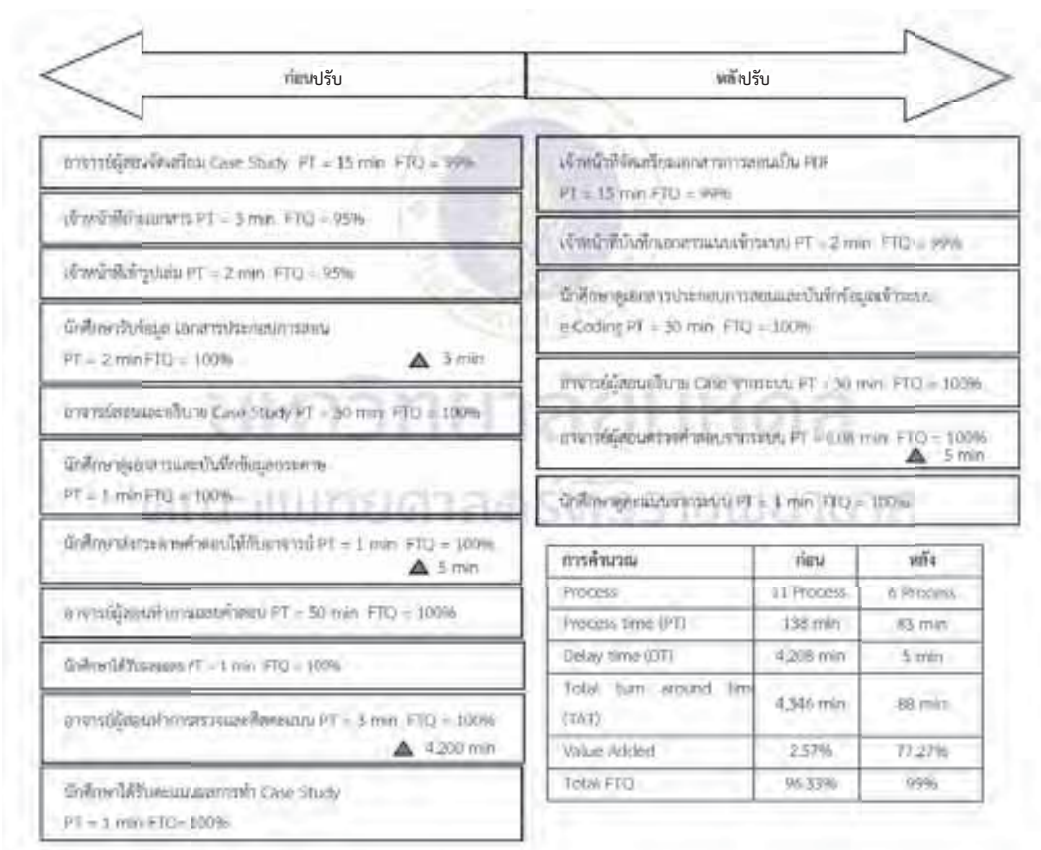 ก่อนปรับ
หลังปรับ
อาจารย์ผู้สอนจัดเตรียม Case Study PT = 15 min FTQ = 99%
เจ้าหน้าที่ถ่ายเอกสาร PT = 3 min FTQ = 95%
เจ้าหน้าที่เข้ารูปเล่ม PT = 2 min FTQ = 95%
นักศึกษารับข้อมูล เอกสารประกอบการสอน
PT = 2 min FTQ = 100%
3 min
อาจารย์สอนและอธิบาย Case Study PT = 30 min FTQ = 100%
นักศึกษาดูเอกสารและบันทึกข้อมูลกระดาษ
PT = 1 min FTQ = 100%
นักศึกษาส่งกระดาษคำตอบให้กับอาจารย์ PT = 1 min FTQ = 100%
5 min
อาจารย์ผู้สอนทำการเฉลยคำตอบ PT = 50 min FTQ = 100%
นักศึกษาได้รับ PT = 1 min FTQ = 100%
อาจารย์ผู้สอนทำการตรวจและคิดคะแนน PT = 3 min FTQ = 100%
4,200 min
นักศึกษาได้รับคะแนนผลการทำ Case Study
PT = 1 min FTQ= 100%
เจ้าหน้าที่จัดเตรียมเอกสารการสอนเป็น PDF
PT = 15 min FTQ = 99%
เจ้าหน้าที่บันทึกเอกสารแนบเข้าระบบ PT = 2 min FTQ = 99%
นักศึกษาดูเอกสารประกอบการสอนและบันทึกข้อมูลเข้าระบบ
e-Coding PT = 30 min FTQ = 100%
อาจารย์ผู้สอนอธิบาย Case จากระบบ PT = 30 min FTQ = 100%
อาจารย์ผู้สอนตรวจคำตอบจากระบบ PT = 0.08 min FTQ = 100%
5 min
นักศึกษาดูคะแนนจากระบบ PT = 1 min FTQ = 100%
การคำนวณ ก่อน หลัง
Process 11 Process 6 Process
Process time (PT) 138 min 83 min
Delay time (DT) 4,208 min 5 min
Total turn around tim
(TAT) 4,346 min 88 min
Value Added 2.57% 77.27%
Total FTQ 96.33% 99%
มหาวิทยาลัยมหิดล